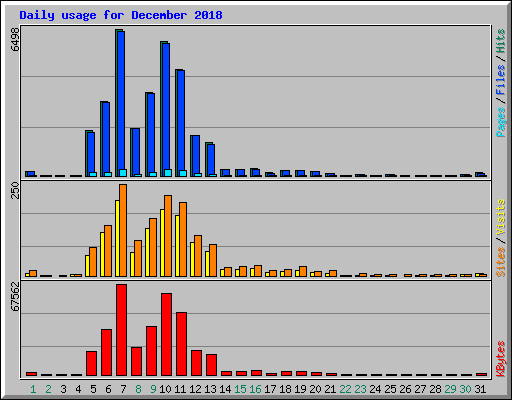 Daily usage for December 2018
6498
Pages / Files / Hits
250
Sites / Visits
67562
KBytes
1 2 3 4 5 6 7 8 9 10 11 12 13 14 15 16 17 18 19 20 21 22 23 24 25 26 27 28 29 30 31